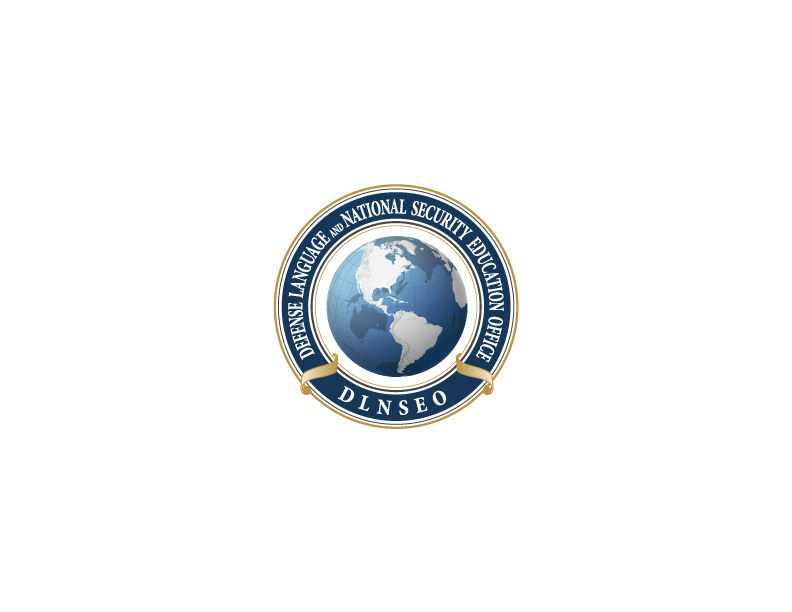 DEFENSE LANGUAGE AND NATIONAL SECURITY EDUCATION OFFICE
DLNSEO